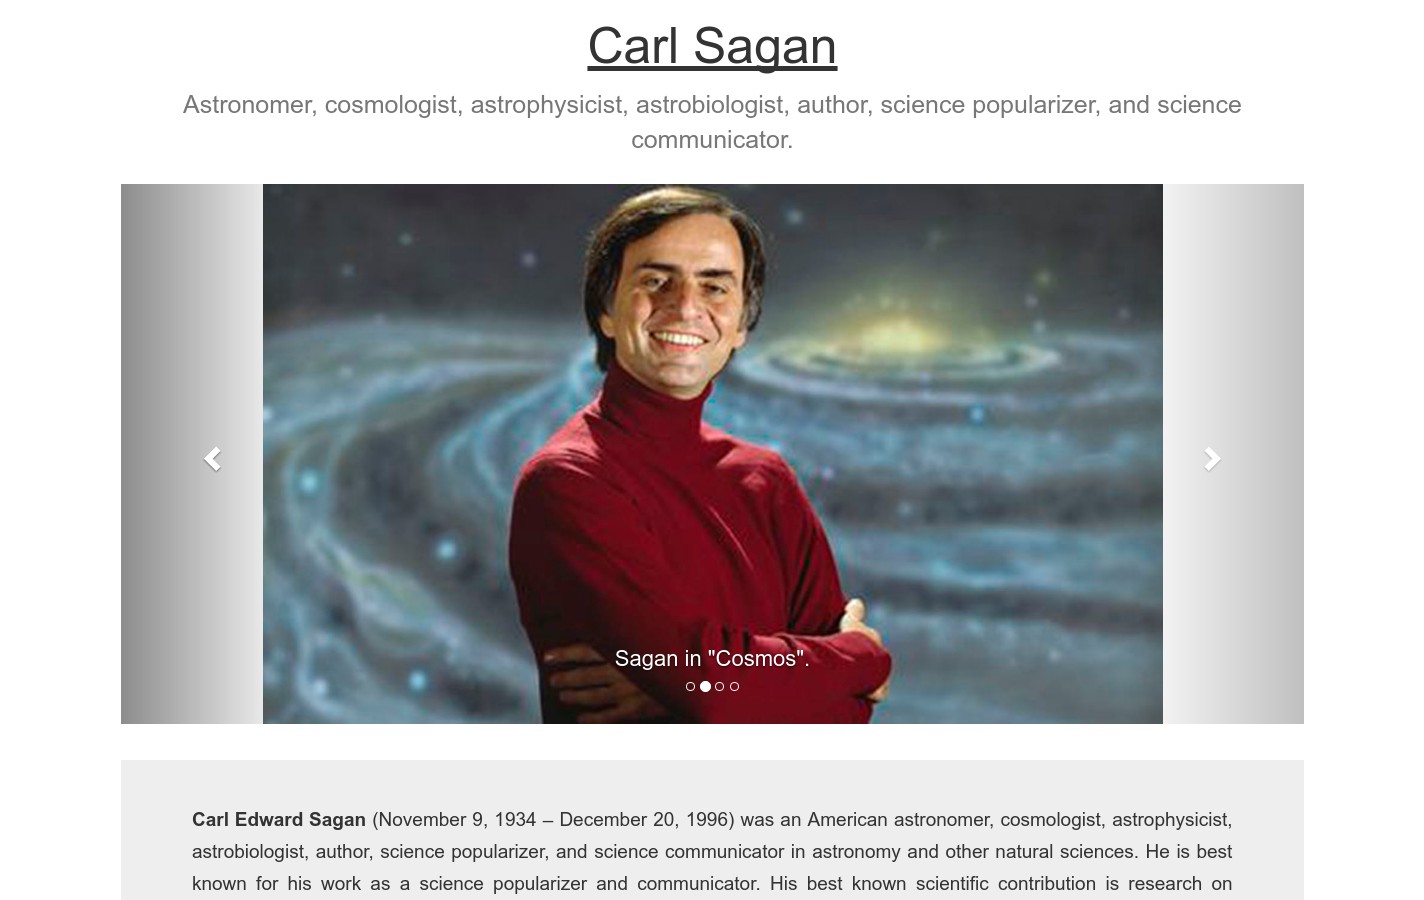 Carl Sagan
Astronomer, cosmologist, astrophysicist, astrobiologist, author, science popularizer, and science
communicator.
Sagan in "Cosmos".
Carl Edward Sagan (November 9, 1934 – December 20, 1996) was an American astronomer, cosmologist, astrophysicist,
astrobiologist, author, science popularizer, and science communicator in astronomy and other natural sciences. He is best
known for his work as a science popularizer and communicator. His best known scientific contribution is research on